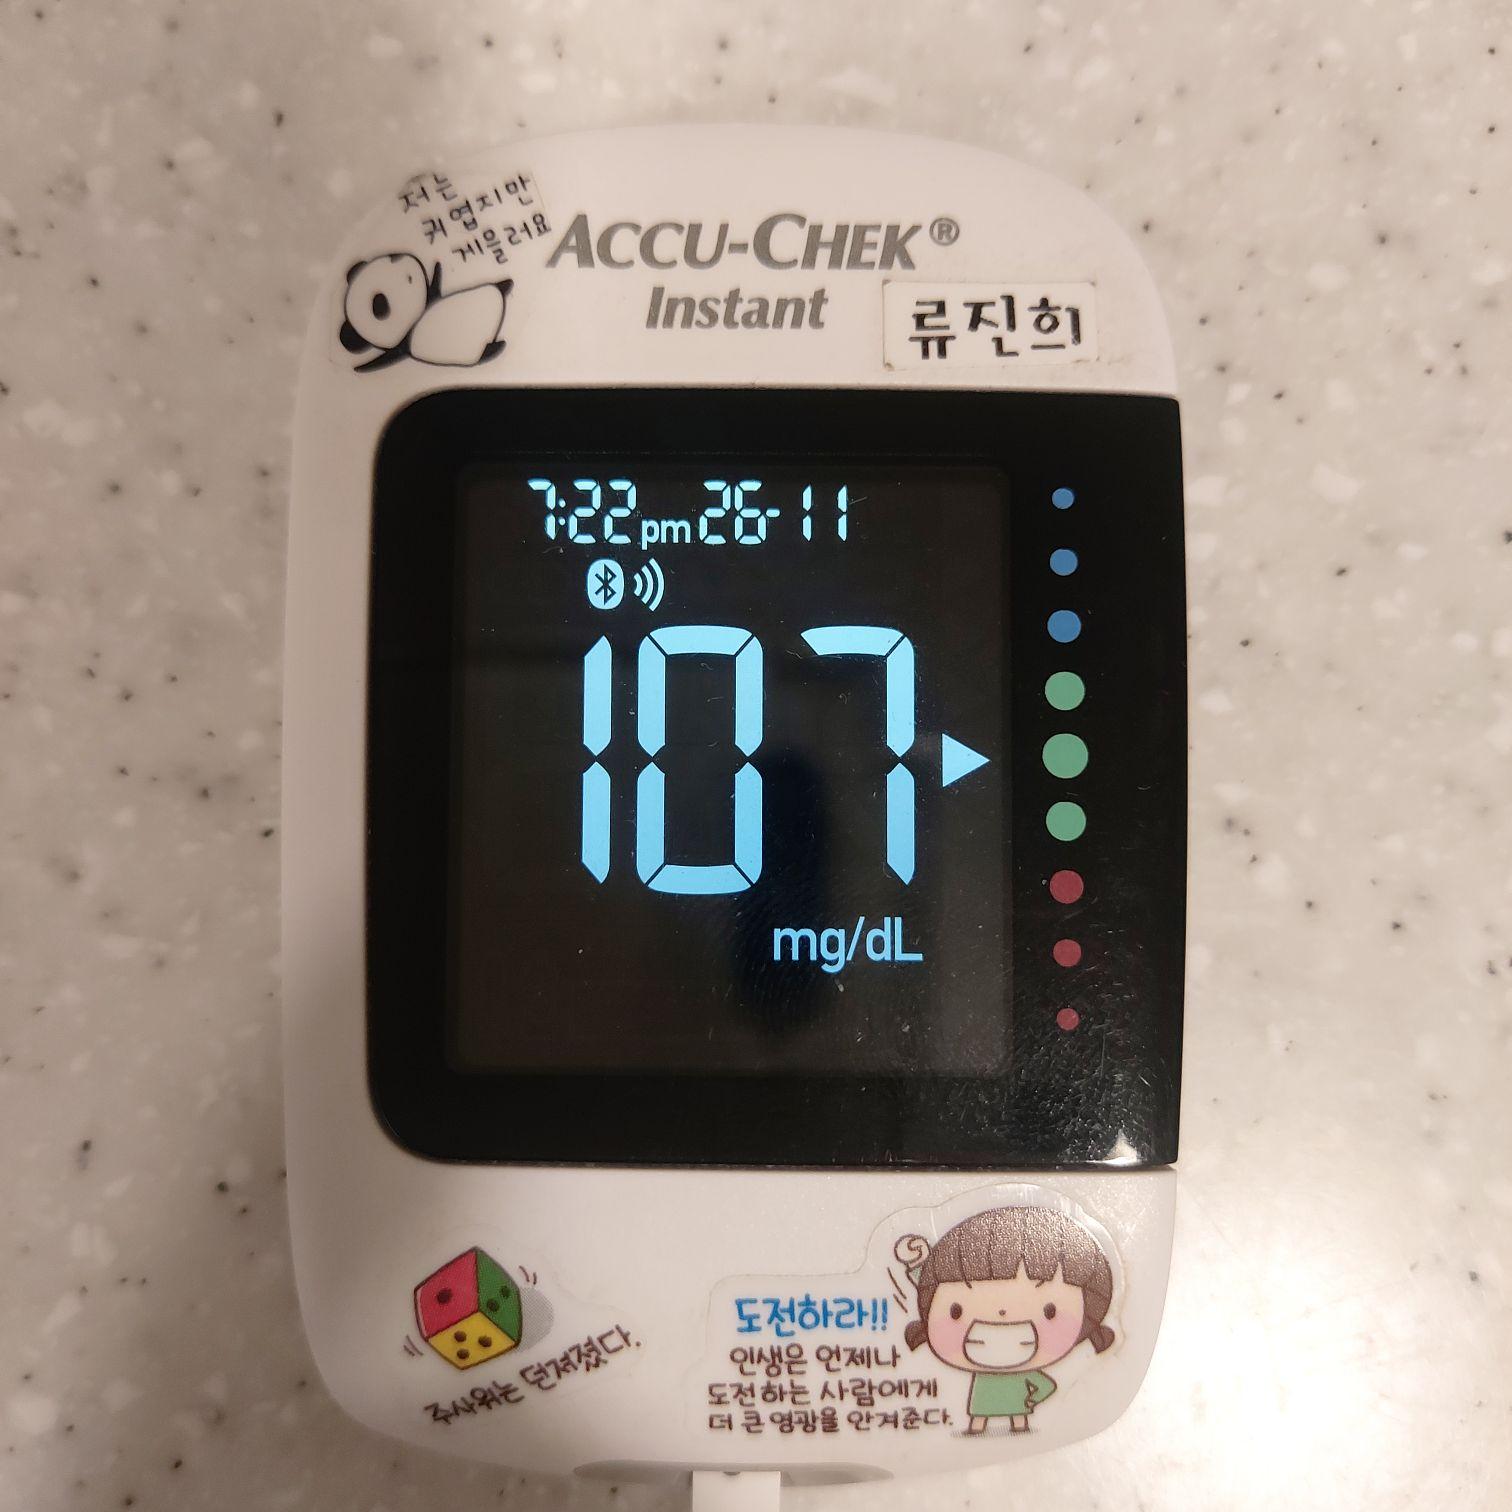 저는
귀엽지만
게을러요
ACCU-CHEK®
Instant
류진희
7:22 pm 26-11
107
mg/dL
주사위는 던져졌다.
도전하라!!
인생은 언제나
도전하는 사람에게
더 큰 영광을 안겨준다.